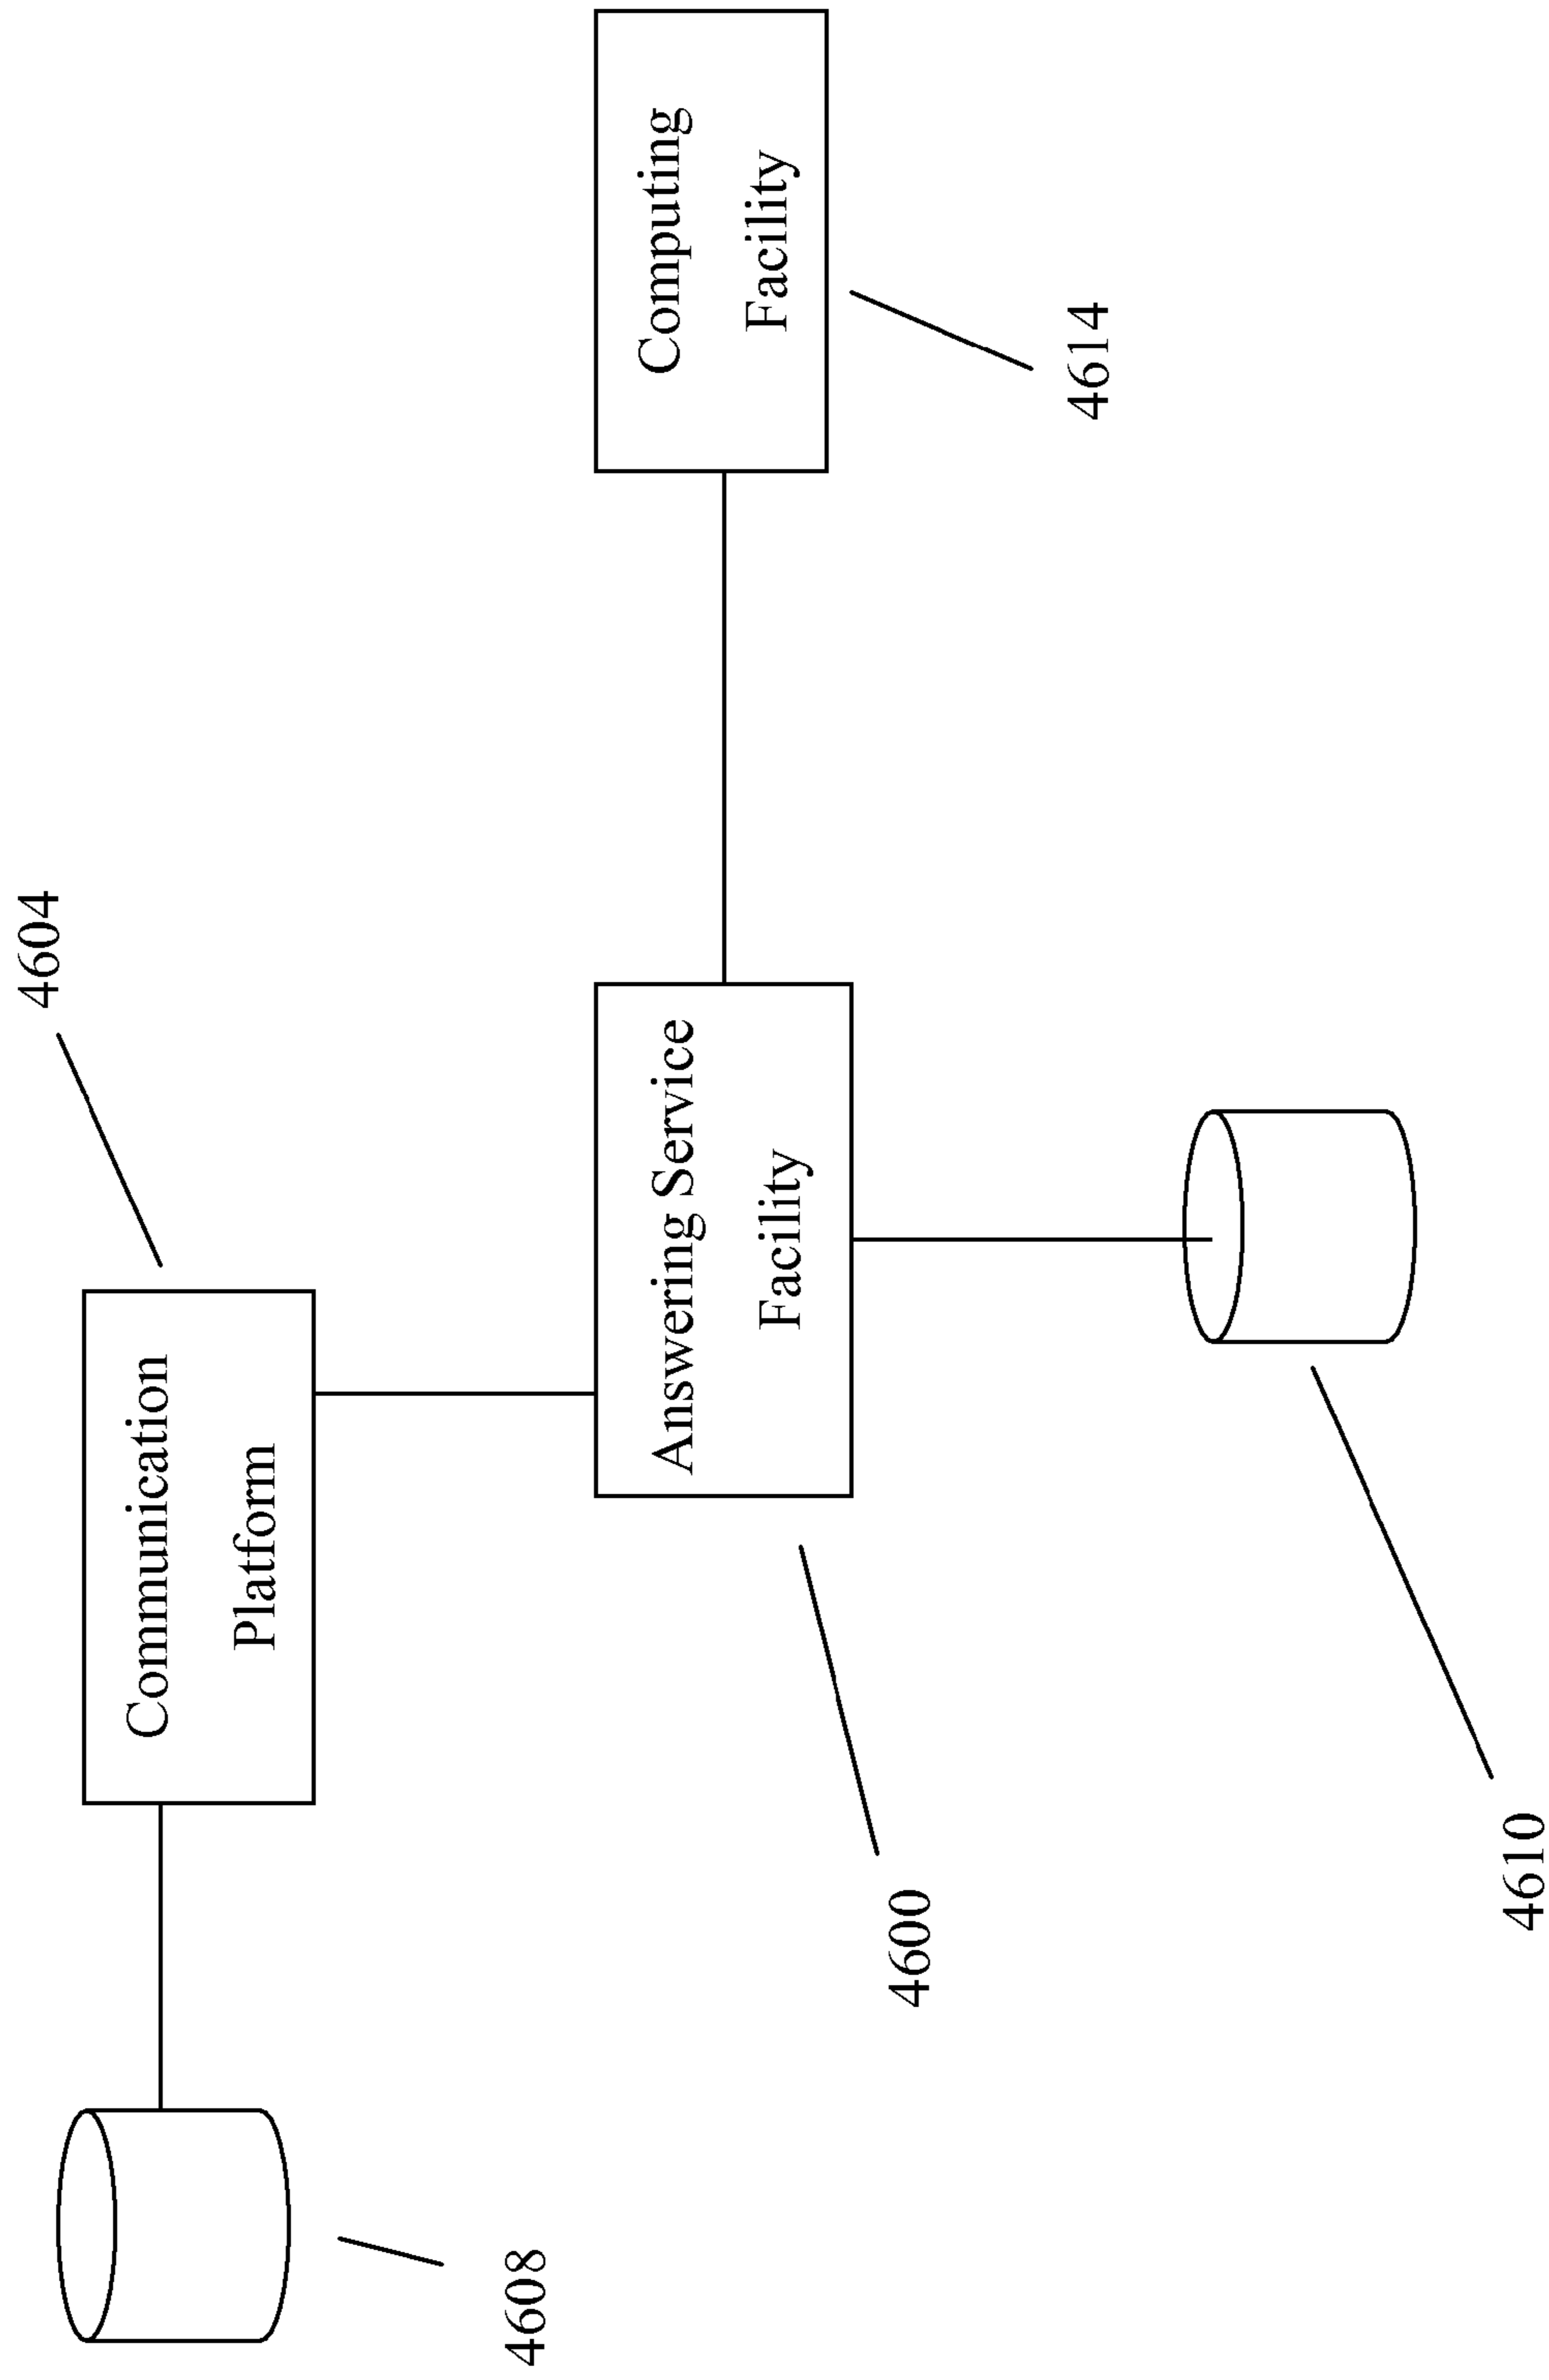 4604
Communication
Platform
4608
Answering Service
Facility
Computing
Facility
4600
4614
4610